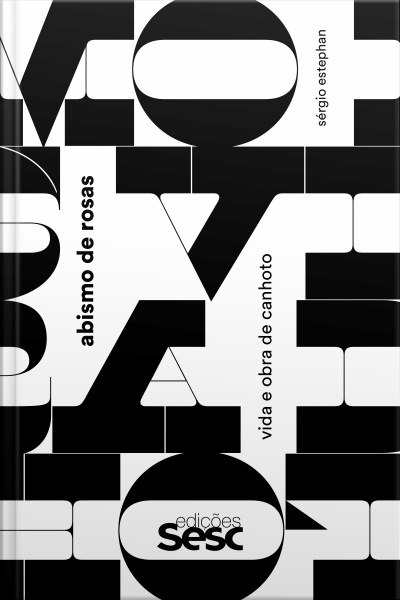 sérgio estephan
abismo de rosas
vida e obra de canhoto
edições
Sesc